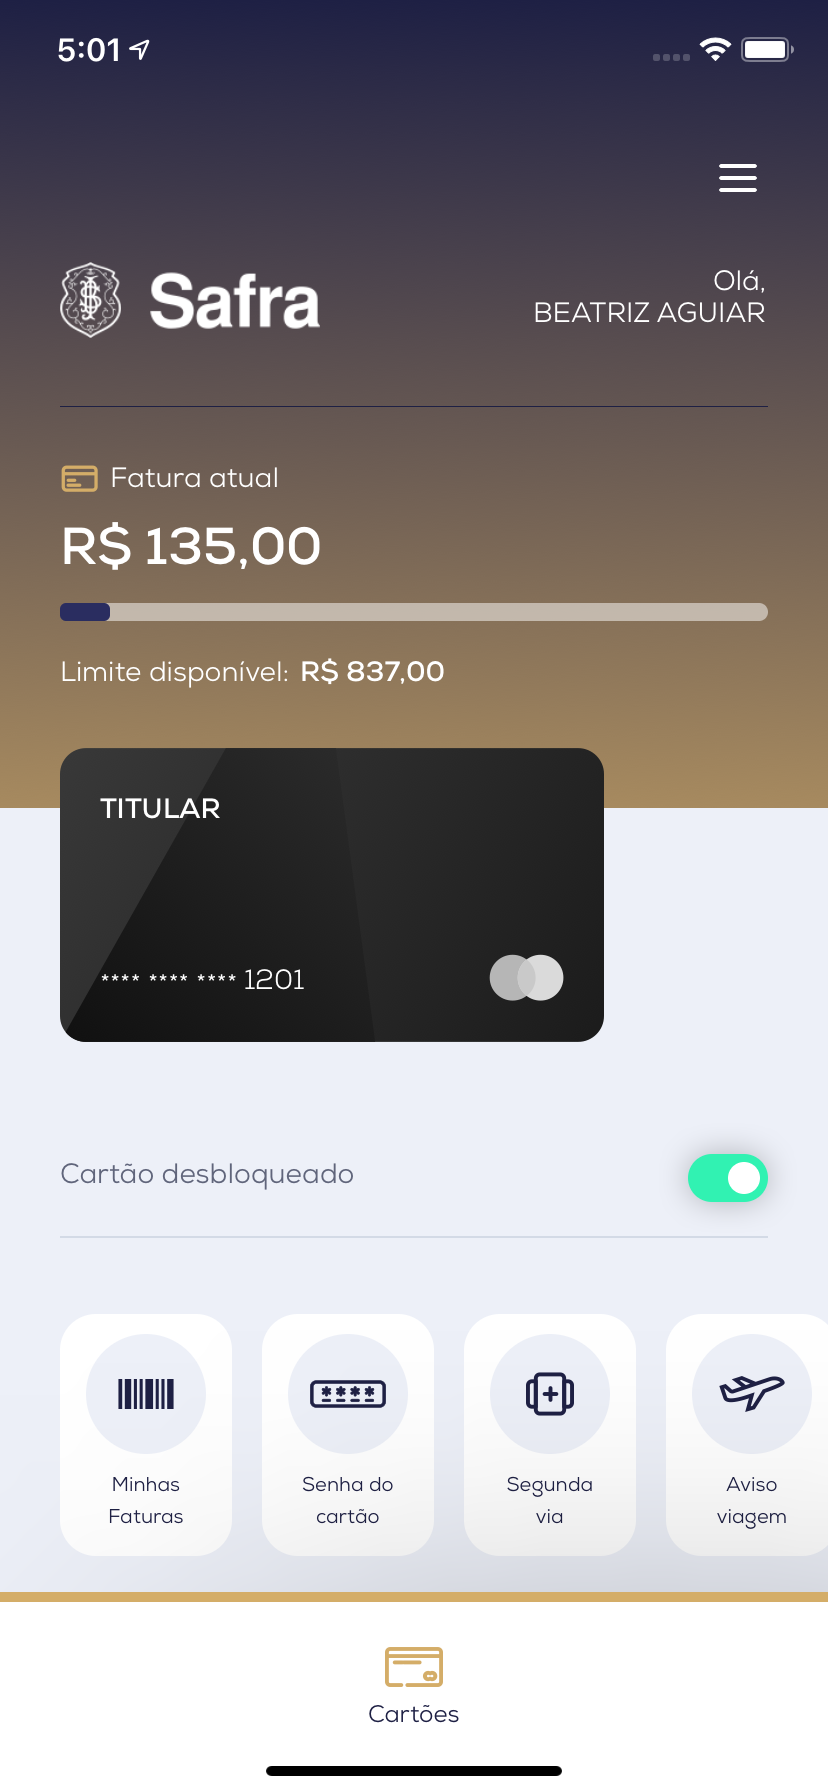 5:01
Safra
Olá,
BEATRIZ AGUIAR
Fatura atual
R$ 135,00
Limite disponível: R$ 837,00
TITULAR
**** **** **** 1201
Cartão desbloqueado
Minhas
Faturas
Senha do
cartão
Segunda
via
Aviso
viagem
Cartões